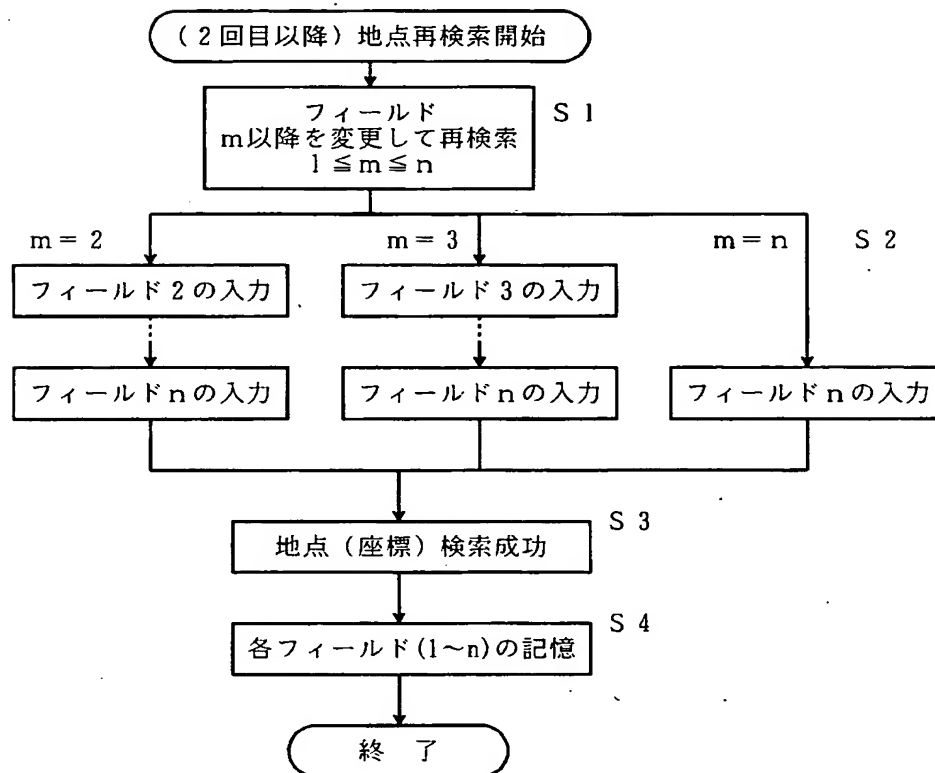 (2回目以降)地点再検索開始
フィールド
m以降を変更して再検索
1≦m≦n
S1
m=2
m=3
m=n
S2
フィールド2の入力
フィールド3の入力
フィールドnの入力
フィールドnの入力
フィールドnの入力
地点(座標)検索成功
S3
各フィールド(1～n)の記憶
S4
終 了